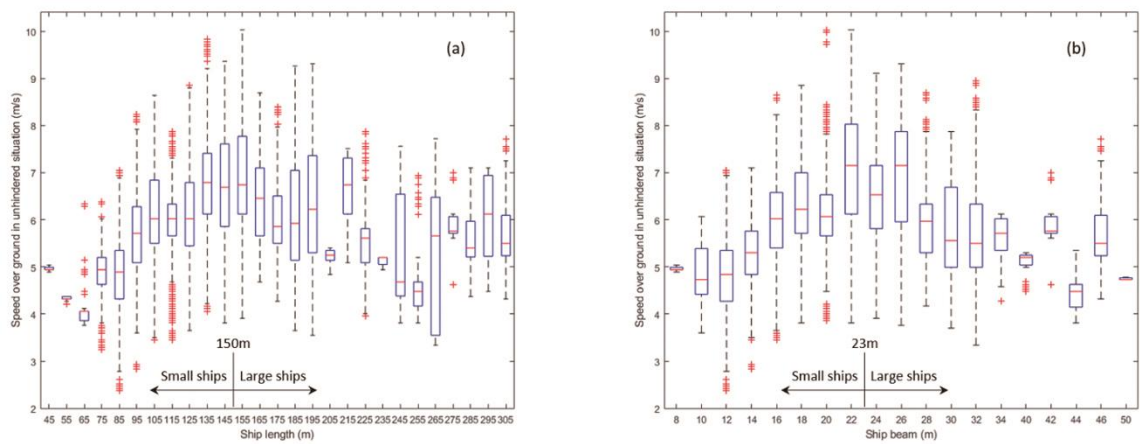 (a)
Speed over ground in unhindered situation (m/s)
10
9
8
7
6
5
4
3
2
150m
Small ships Large ships
45 55 65 75 85 95 105 115 125 135 145 155 165 175 185 195 205 215 225 235 245 255 265 275 285 295 305
Ship length (m)
(b)
Speed over ground in unhindered situation (m/s)
10
9
8
7
6
5
4
3
2
23m
Small ships Large ships
8 10 12 14 16 18 20 22 24 26 28 30 32 34 40 42 44 46 50
Ship beam (m)